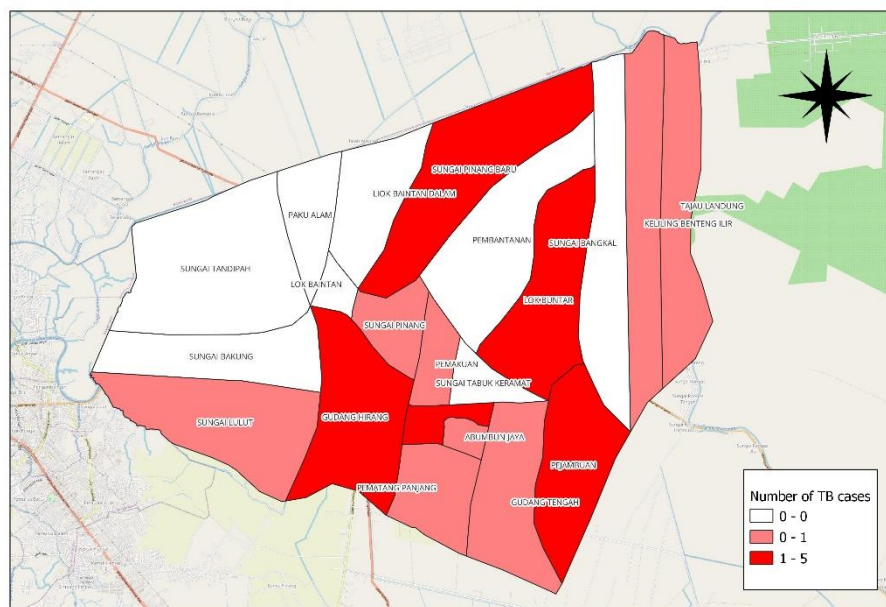 TAJAU LANDUNG
SUNGAI PINANG BARU
LIOK BAINTAN DALAM
KELILING BENTENG ILIR
PAKU ALAM
PEMBANTANAN
SUNGAI BANGKAL
SUNGAI TANDIPAH
LOK BAINTAN
LOK BUNTAR
SUNGAI PINANG
SUNGAI BAKUNG
PEMAKUAN
SUNGAI TABUK KERAMAT
SUNGAI LULUT
GUDANG HIRANG
ABUMBUN JAYA
PEJAMBUAN
PEMATANG PANJANG
GUDANG TENGAH
Number of TB cases
0 - 0
0 - 1
1 - 5